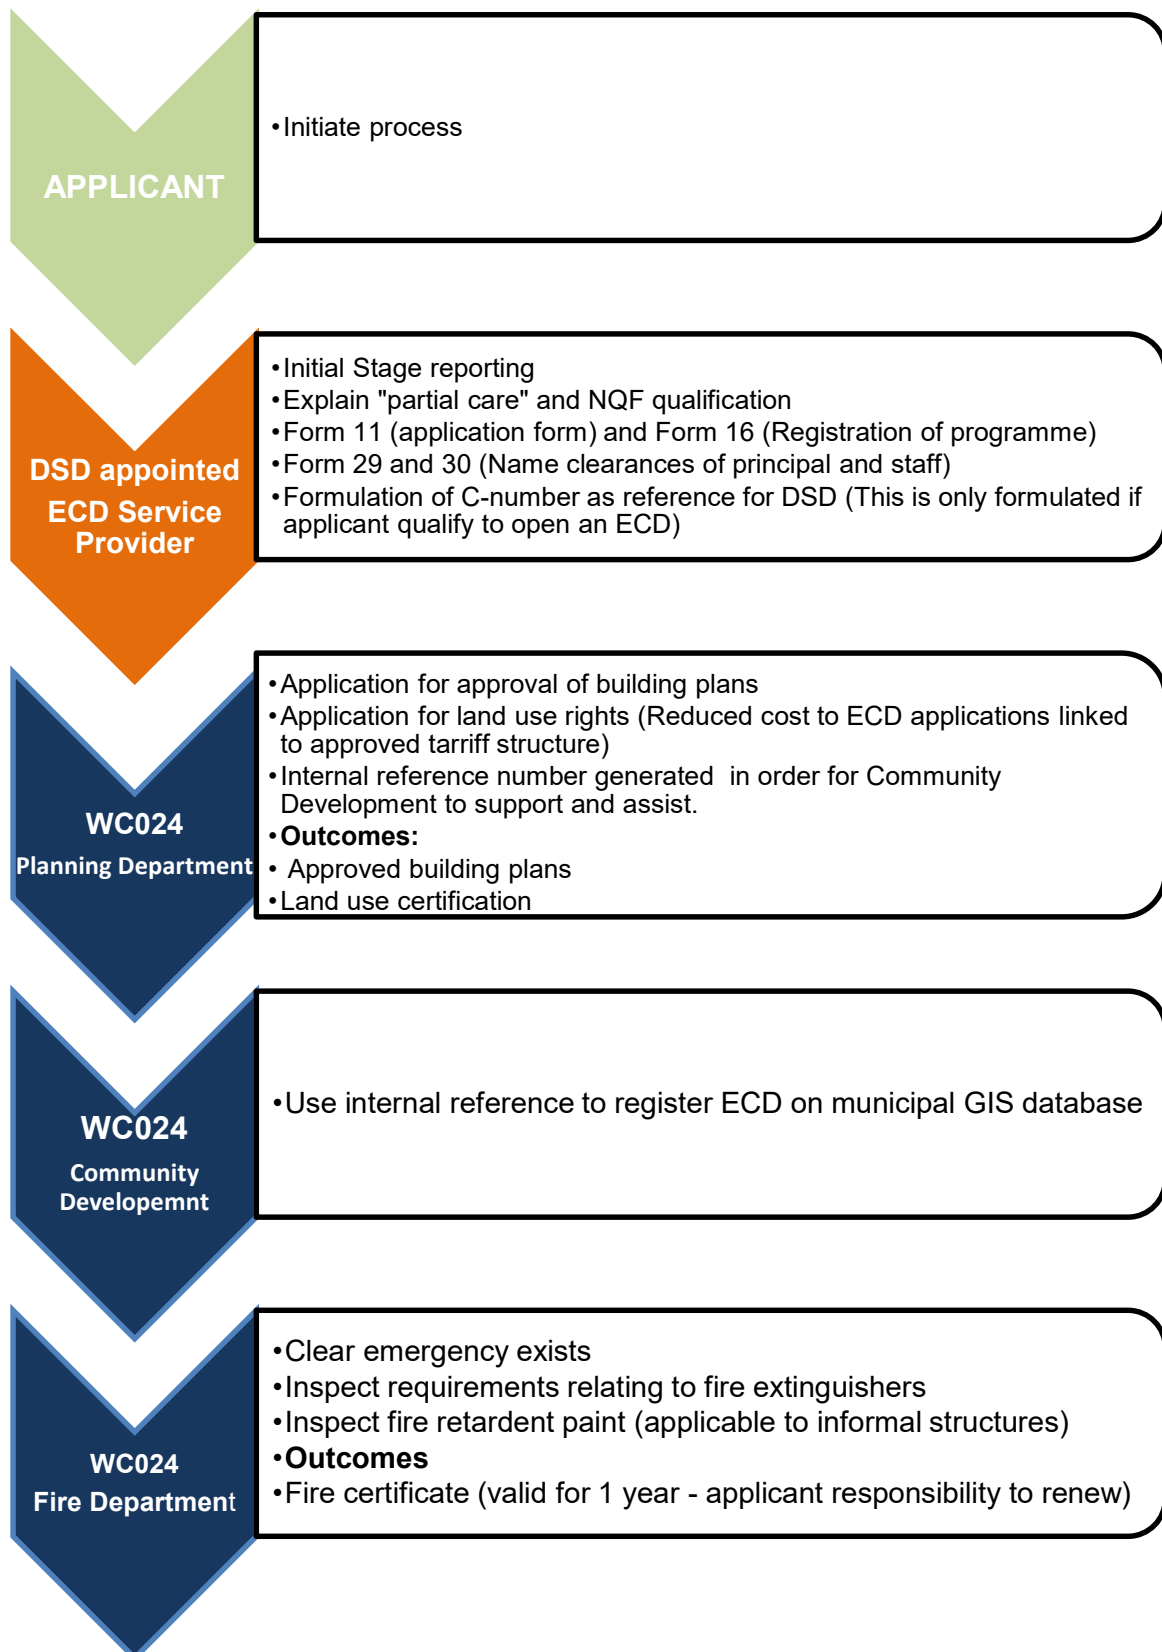 APPLICANT
•Initiate process
DSD appointed
ECD Service
Provider
•Initial Stage reporting
•Explain "partial care" and NQF qualification
•Form 11 (application form) and Form 16 (Registration of programme)
•Form 29 and 30 (Name clearances of principal and staff)
•Formulation of C-number as reference for DSD (This is only formulated if
applicant qualify to open an ECD)
WC024
Planning Department
•Application for approval of building plans
•Application for land use rights (Reduced cost to ECD applications linked
to approved tarriff structure)
•Internal reference number generated  in order for Community
Development to support and assist.
•Outcomes:
• Approved building plans
•Land use certification
WC024
Community
Developemnt
•Use internal reference to register ECD on municipal GIS database
WC024
Fire Department
•Clear emergency exists
•Inspect requirements relating to fire extinguishers
•Inspect fire retardent paint (applicable to informal structures)
•Outcomes
•Fire certificate (valid for 1 year - applicant responsibility to renew)